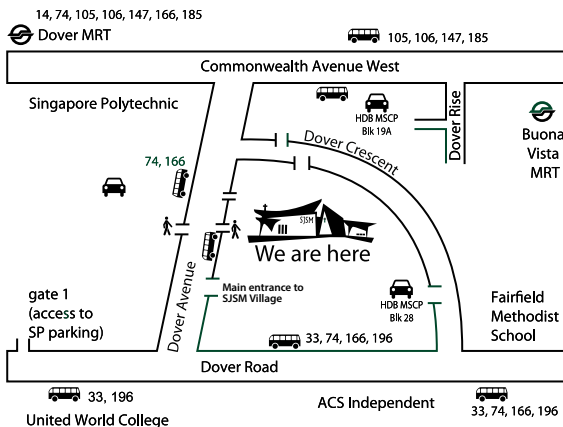 14, 74, 105, 106, 147, 166, 185
Dover MRT
105, 106, 147, 185
Commonwealth Avenue West
Singapore Polytechnic
HDB MSCP
Blk 19A
Dover Rise
Dover Crescent
Buona
Vista
MRT
74, 166
SJSM
We are here
Main entrance to
SJSM Village
Dover Avenue
HDB MSCP
Blk 28
gate 1
(access to
SP parking)
Fairfield
Methodist
School
33, 74, 166, 196
Dover Road
33, 196
United World College
ACS Independent
33, 74, 166, 196